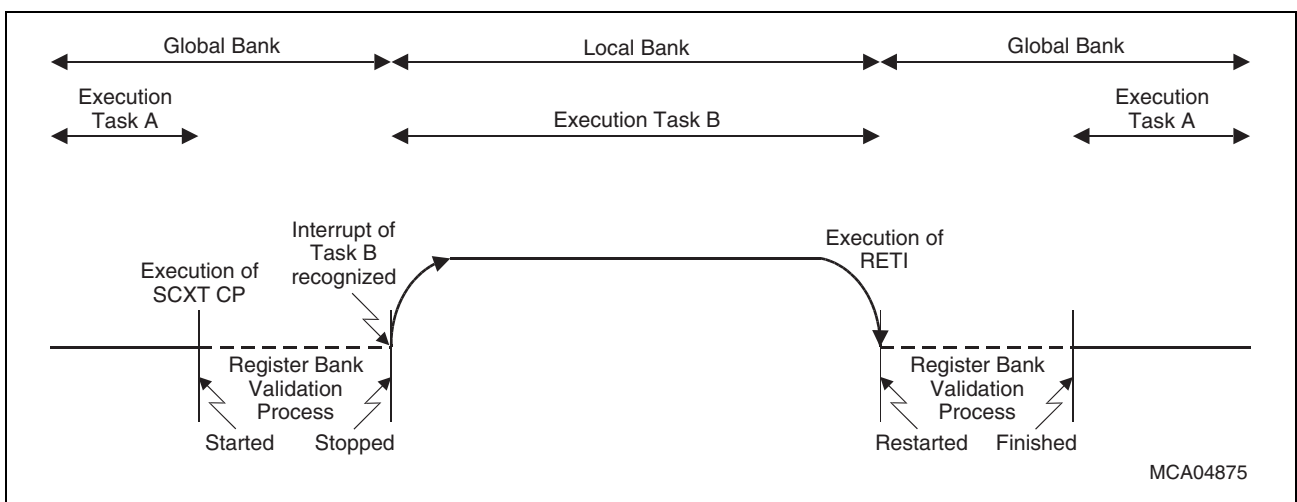 Global Bank
Local Bank
Global Bank
Execution
Task A
Execution Task B
Execution
Task A
Interrupt of
Task B
recognized
Execution of
RETI
Execution of
SCXT CP
Register Bank
Validation
Process
Register Bank
Validation
Process
Started
Stopped
Restarted
Finished
MCA04875